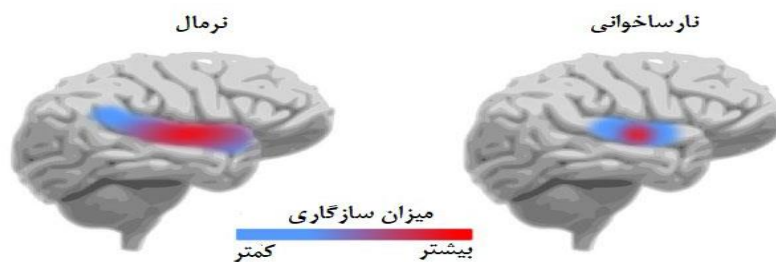 نارساخوانی
نرمال
میزان سازگاری
بیشتر
کمتر